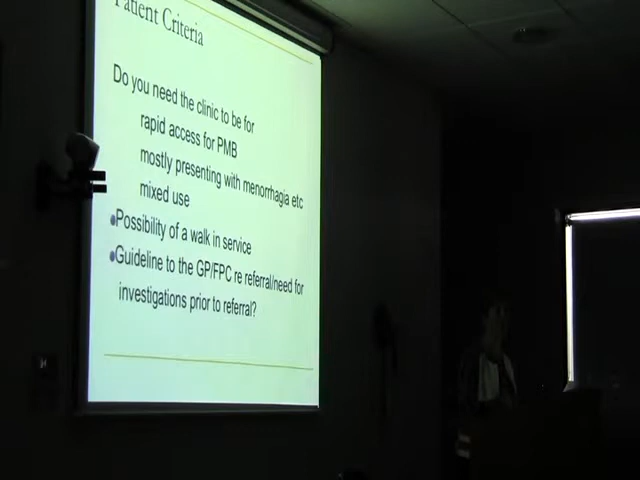 Patient Criteria
Do you need the clinic to be for
rapid access for PMB
mostly presenting with menorrhagia etc
mixed use
•Possibility of a walk in service
•Guideline to the GP/FPC re referral/need for
investigations prior to referral?